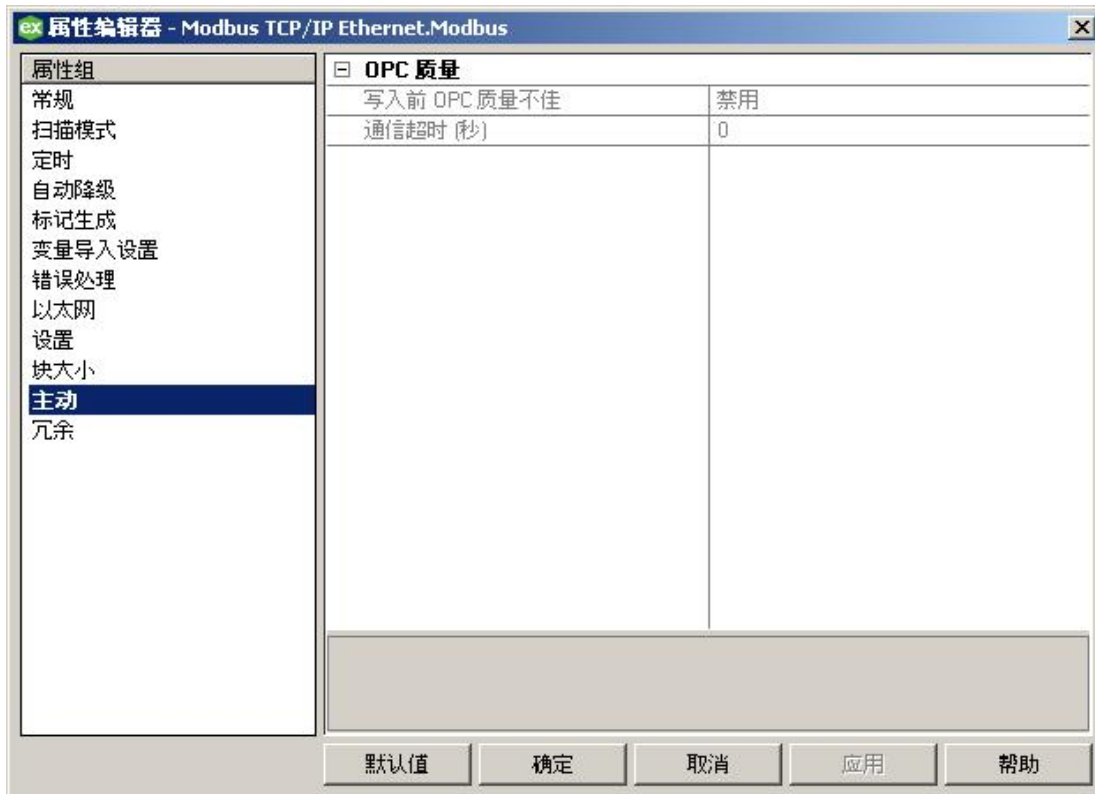 ex 属性编辑器 - Modbus TCP/IP Ethernet.Modbus
属性组
常规
扫描模式
定时
自动降级
标记生成
变量导入设置
错误处理
以太网
设置
块大小
主动
冗余
OPC 质量
写入前 OPC 质量不佳 禁用
通信超时 (秒) 0
默认值 确定 取消 应用 帮助